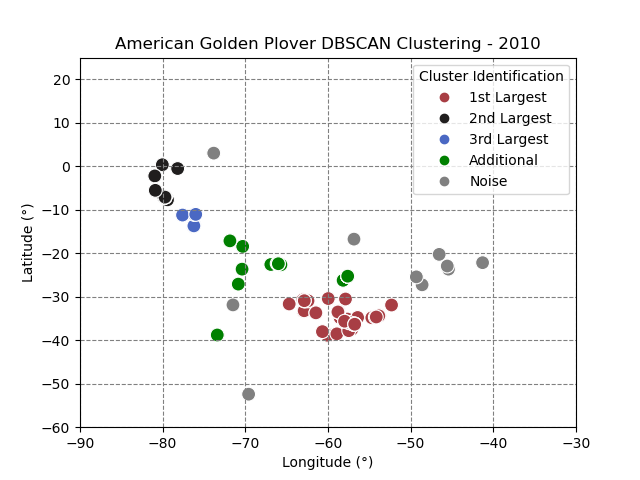 American Golden Plover DBSCAN Clustering - 2010
Cluster Identification
1st Largest
2nd Largest
3rd Largest
Additional
Noise
Latitude (°)
20
10
0
−10
−20
−30
−40
−50
−60
−90
−80
−70
−60
−50
−40
−30
Longitude (°)